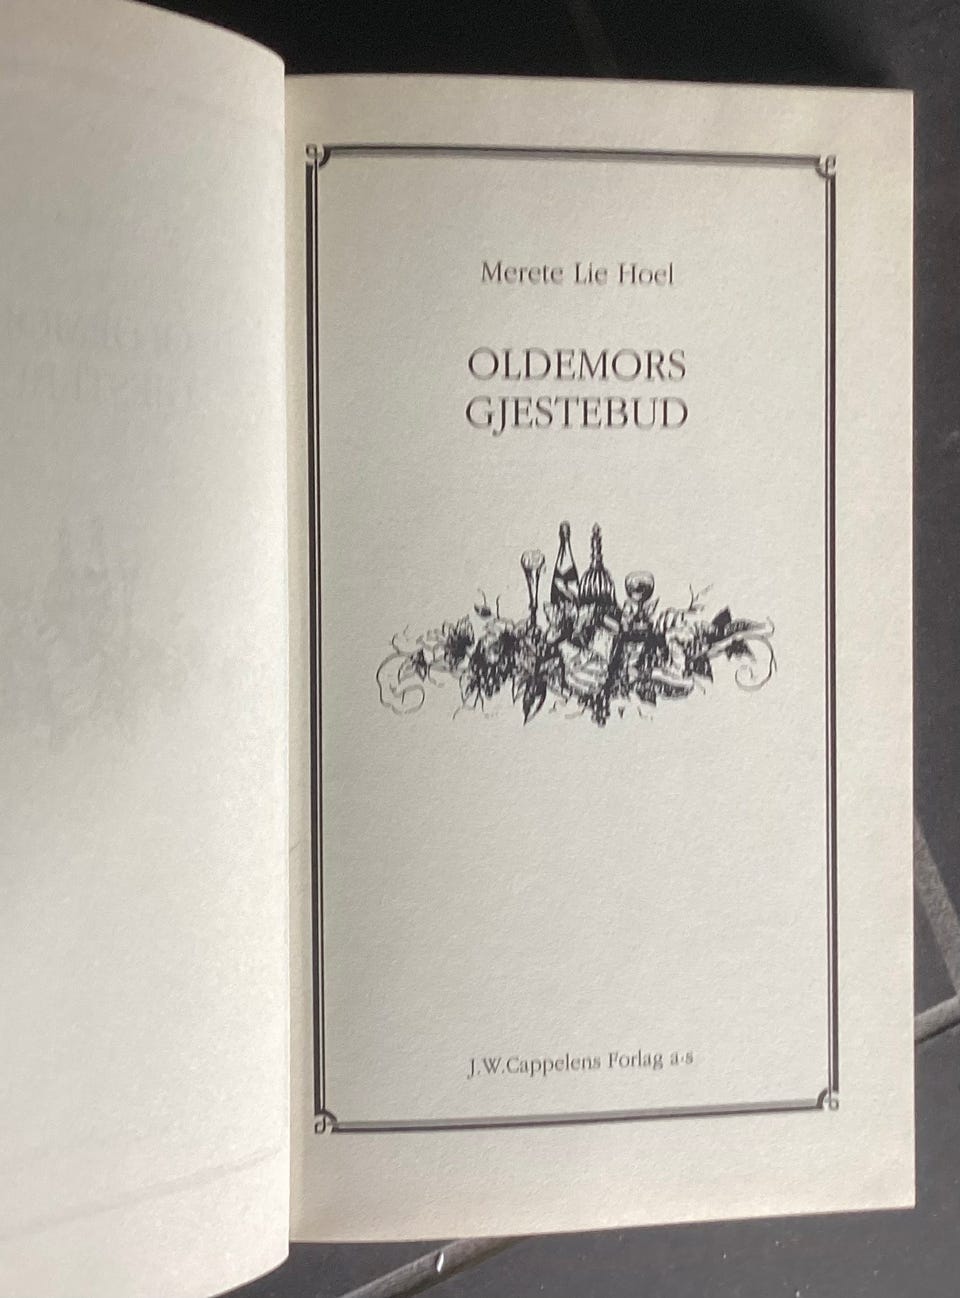 Merete Lie Hoel
OLDEMORS
GJESTEBUD
J.W.Cappelens Forlag a·s